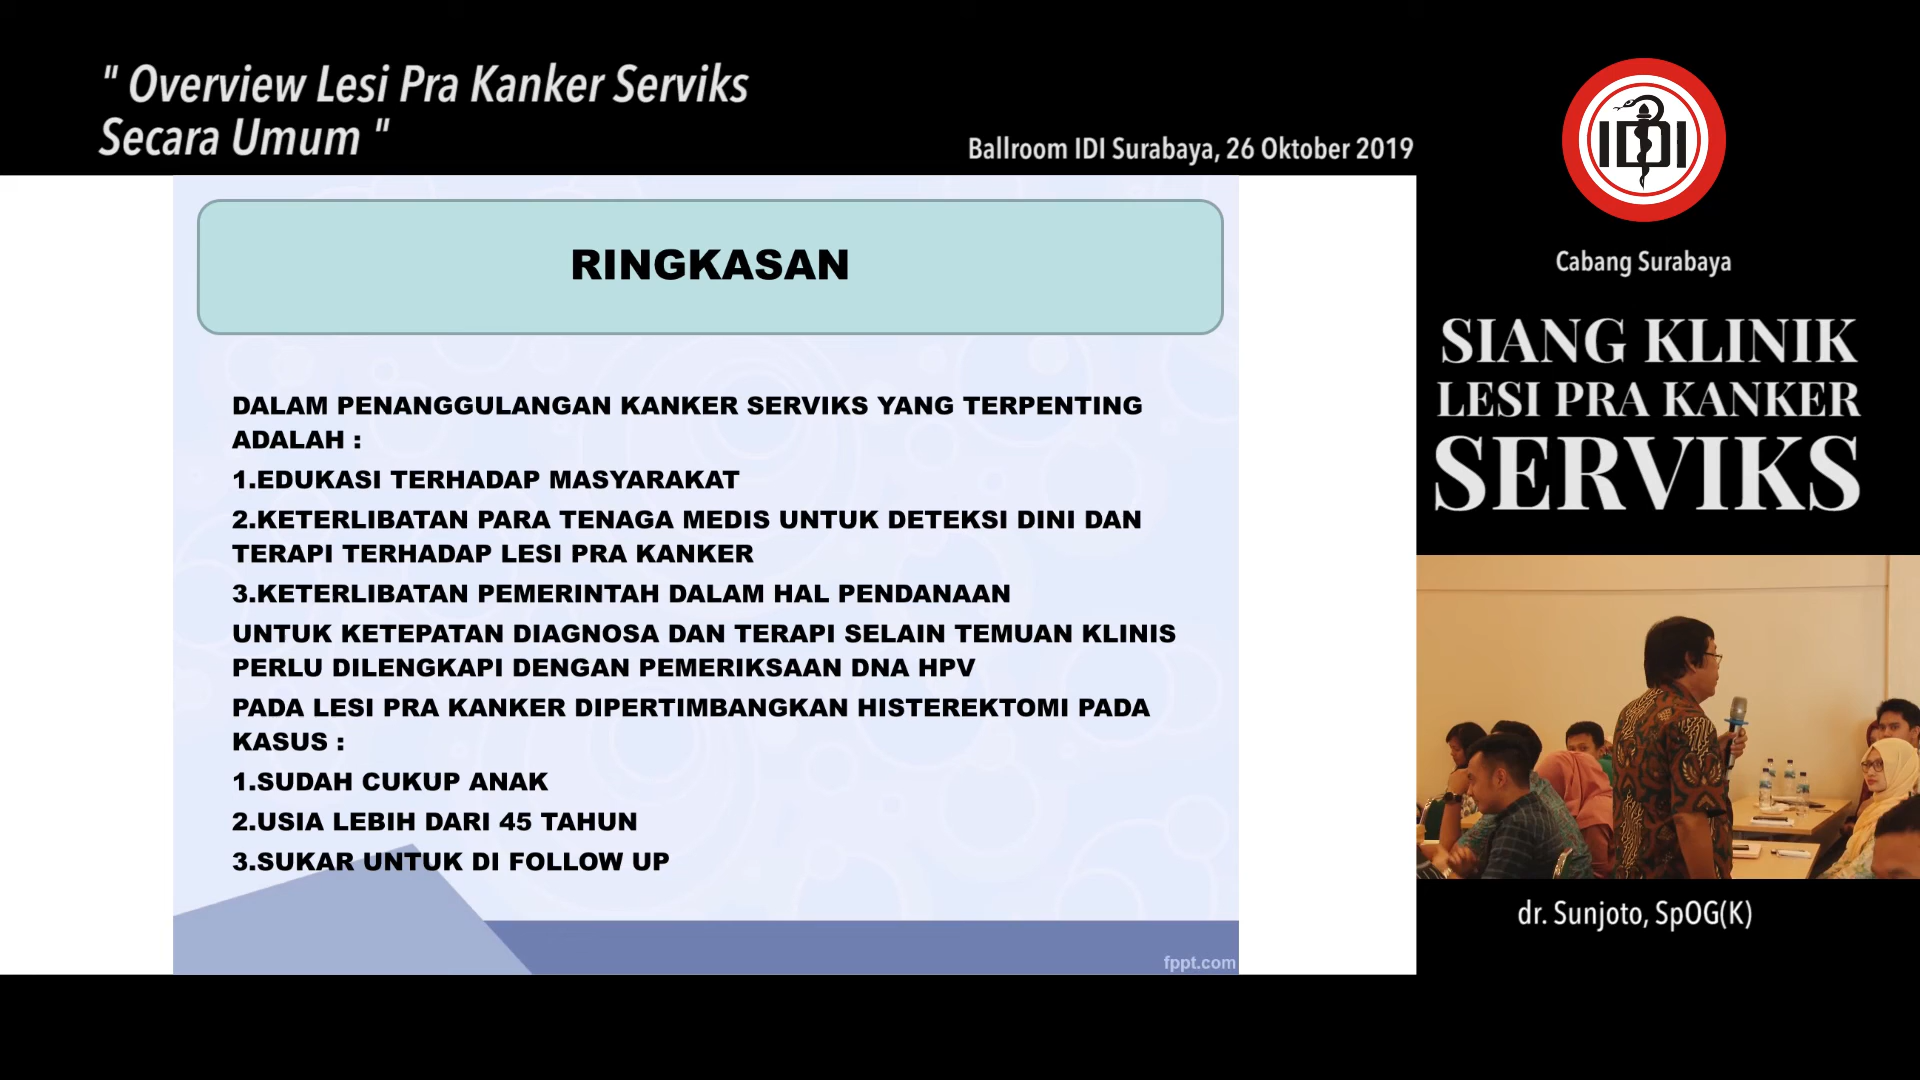 " Overview Lesi Pra Kanker Serviks
Secara Umum "
Ballroom IDI Surabaya, 26 Oktober 2019
IDI
Cabang Surabaya
SIANG KLINIK
LESI PRA KANKER
SERVIKS
RINGKASAN
DALAM PENANGGULANGAN KANKER SERVIKS YANG TERPENTING
ADALAH :
1.EDUKASI TERHADAP MASYARAKAT
2.KETERLIBATAN PARA TENAGA MEDIS UNTUK DETEKSI DINI DAN
TERAPI TERHADAP LESI PRA KANKER
3.KETERLIBATAN PEMERINTAH DALAM HAL PENDANAAN
UNTUK KETEPATAN DIAGNOSA DAN TERAPI SELAIN TEMUAN KLINIS
PERLU DILENGKAPI DENGAN PEMERIKSAAN DNA HPV
PADA LESI PRA KANKER DIPERTIMBANGKAN HISTEREKTOMI PADA
KASUS :
1.SUDAH CUKUP ANAK
2.USIA LEBIH DARI 45 TAHUN
3.SUKAR UNTUK DI FOLLOW UP
fppt.com
dr. Sunjoto, SpOG(K)